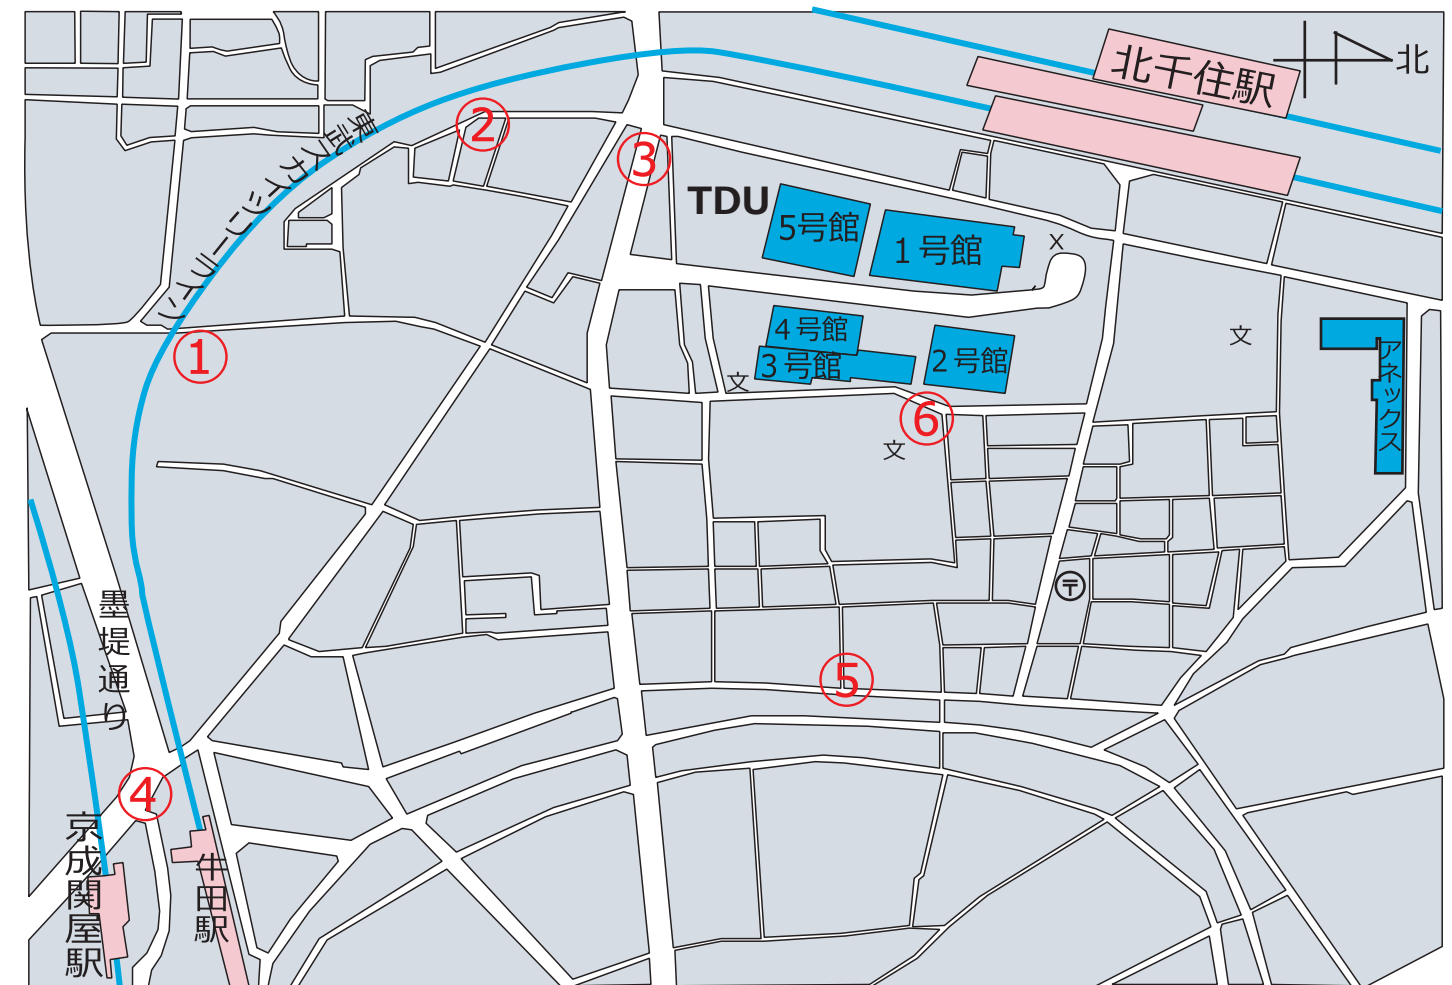 北千住駅
北
東武スカイツリーライン
②
③
TDU
5号館
1号館
X
①
4号館
3号館
2号館
文
文
アネックス
文
⑥
〒
墨堤通り
⑤
④
京成関屋駅
牛田駅